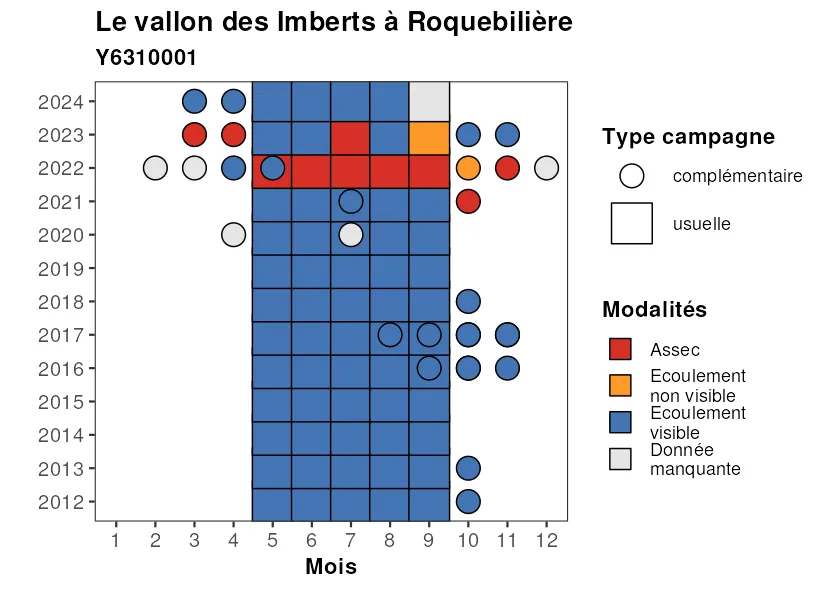 Le vallon des Imberts à Roquebilière
Y6310001
2024
2023
2022
2021
2020
2019
2018
2017
2016
2015
2014
2013
2012
1 2 3 4 5 6 7 8 9 10 11 12
Mois
Type campagne
complémentaire
usuelle
Modalités
Assec
Ecoulement
non visible
Ecoulement
visible
Donnée
manquante